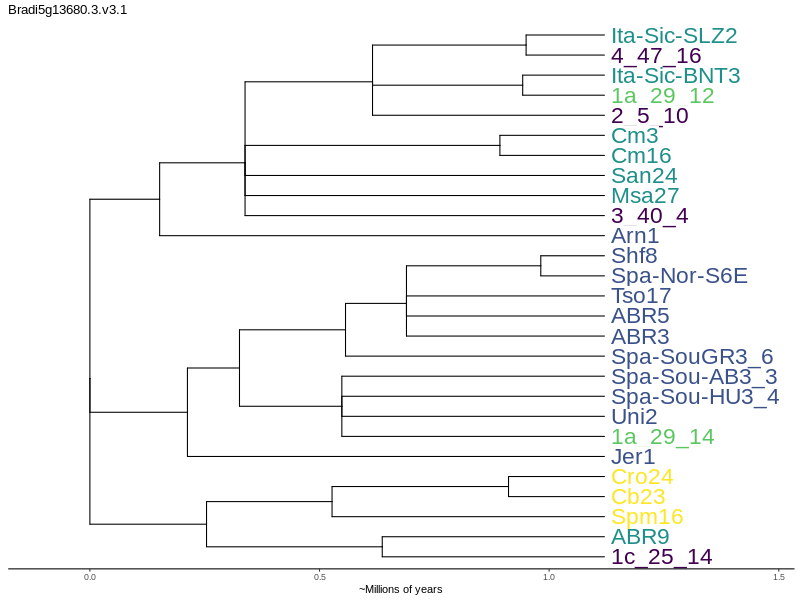 Bradi5g13680.3.v3.1
Ita-Sic-SLZ2
4_47_16
Ita-Sic-BNT3
1a_29_12
2_5_10
Cm3
Cm16
San24
Msa27
3_40_4
Arn1
Shf8
Spa-Nor-S6E
Tso17
ABR5
ABR3
Spa-SouGR3_6
Spa-Sou-AB3_3
Spa-Sou-HU3_4
Uni2
1a_29_14
Jer1
Cro24
Cb23
Spm16
ABR9
1c_25_14
0.0 0.5 1.0 1.5
~Millions of years